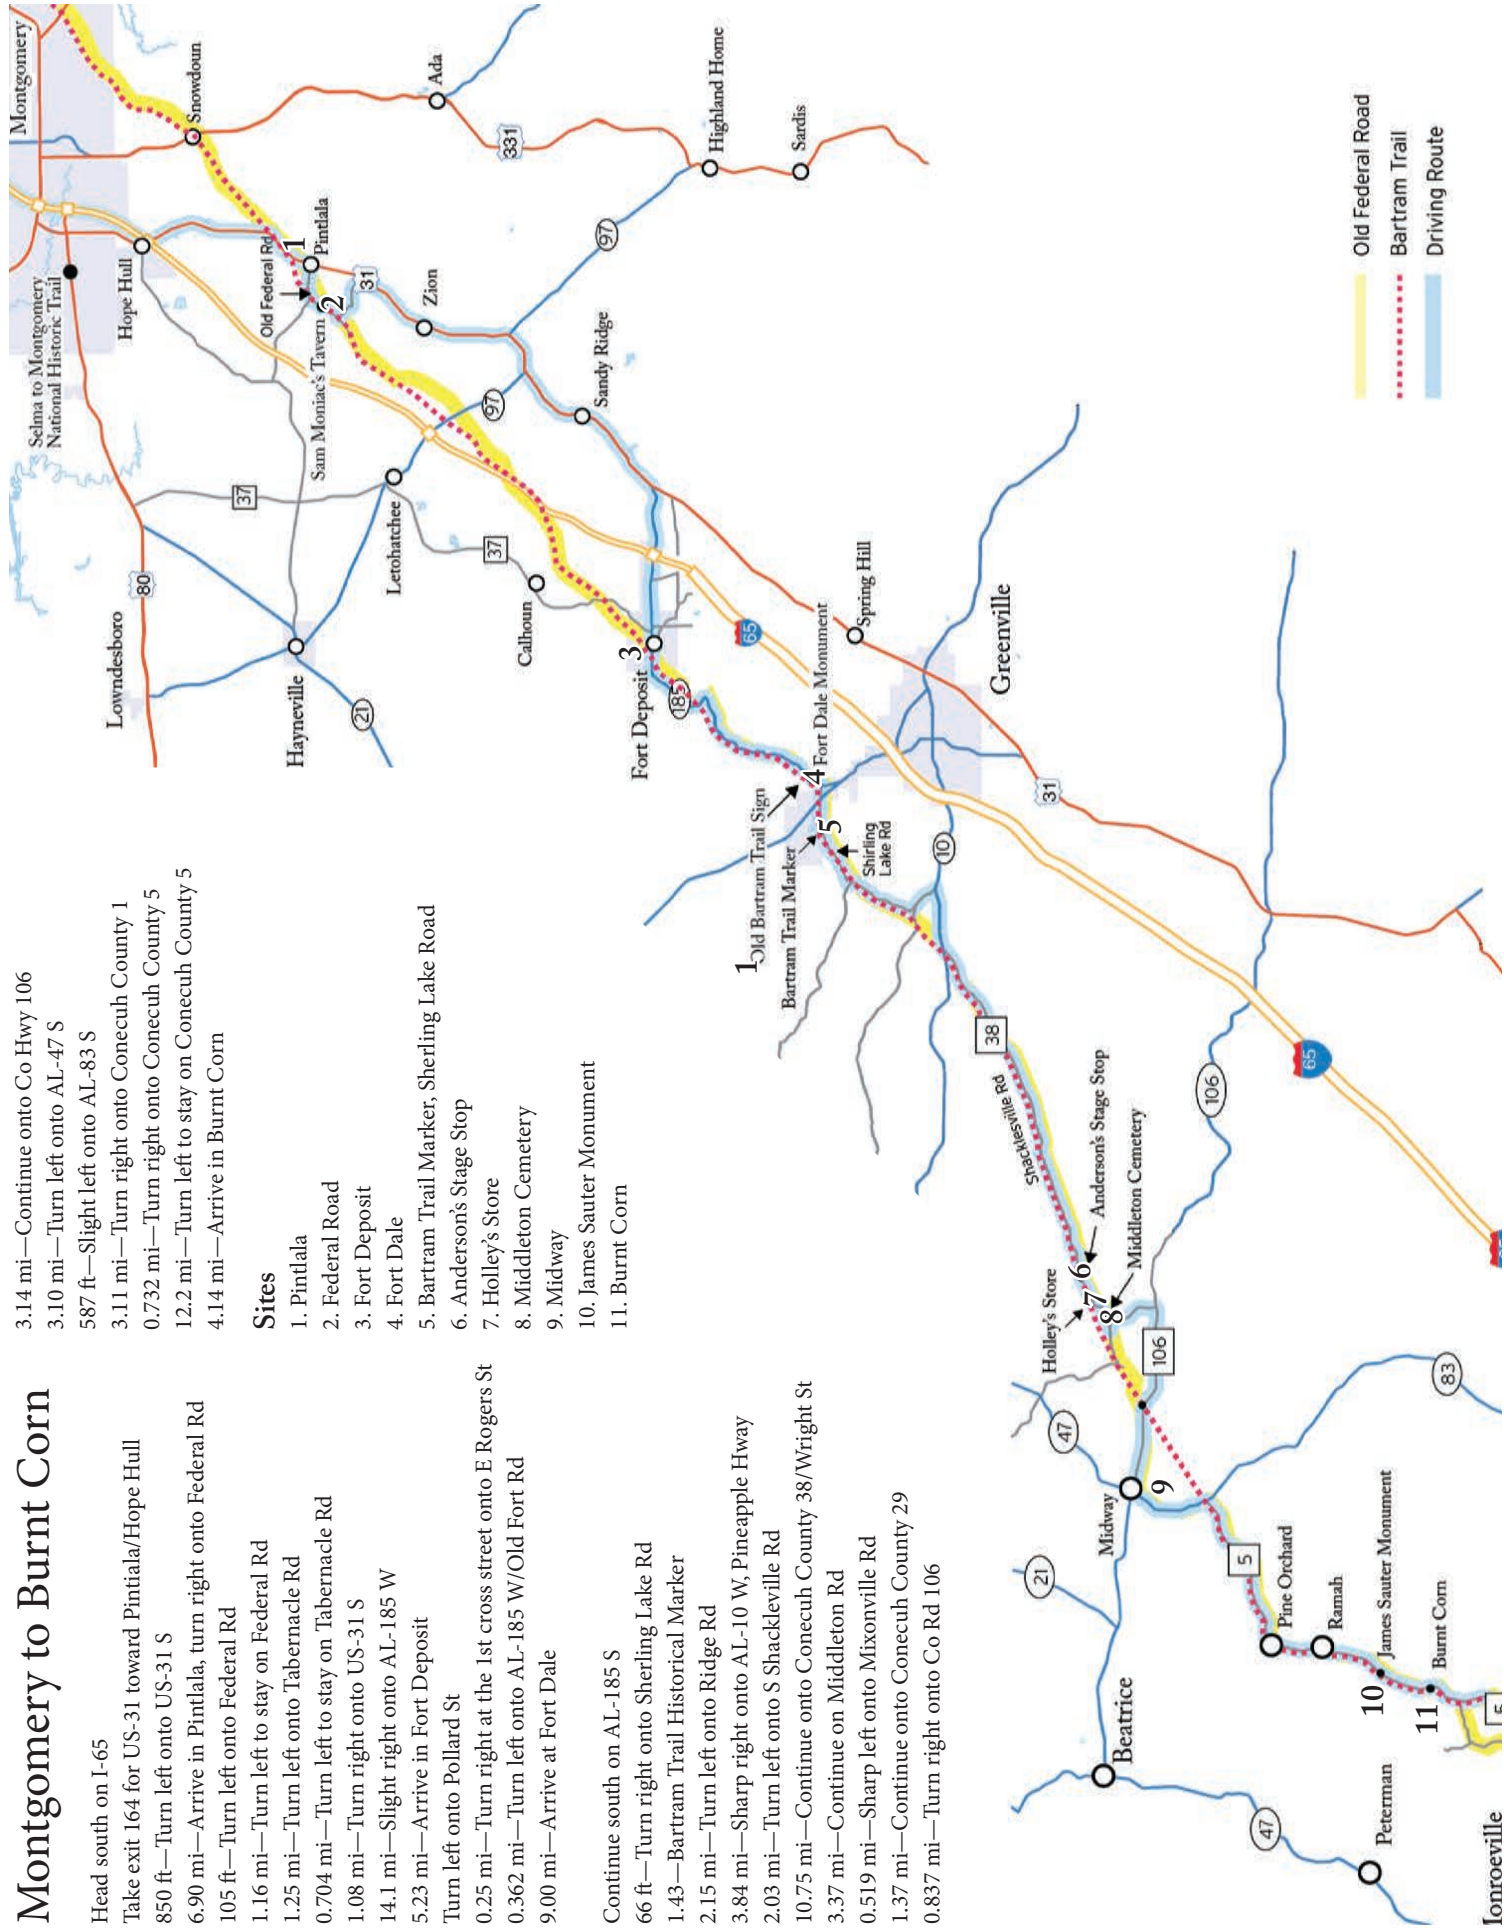 Montgomery to Burnt Corn
Head south on I-65
Take exit 164 for US-31 toward Pintiala/Hope Hull
850 ft—Turn left onto US-31 S
6.90 mi—Arrive in Pintlala, turn right onto Federal Rd
105 ft—Turn left onto Federal Rd
1.16 mi—Turn left to stay on Federal Rd
1.25 mi—Turn left onto Tabernacle Rd
0.704 mi—Turn left to stay on Tabernacle Rd
1.08 mi—Turn right onto US-31 S
14.1 mi—Slight right onto AL-185 W
5.23 mi—Arrive in Fort Deposit
Turn left onto Pollard St
0.25 mi—Turn right at the 1st cross street onto E Rogers St
0.362 mi—Turn left onto AL-185 W/Old Fort Rd
9.00 mi—Arrive at Fort Dale
Continue south on AL-185 S
66 ft—Turn right onto Sherling Lake Rd
1.43—Bartram Trail Historical Marker
2.15 mi—Turn left onto Ridge Rd
3.84 mi—Sharp right onto AL-10 W, Pineapple Hway
2.03 mi—Turn left onto S Shackleville Rd
10.75 mi—Continue onto Conecuh County 38/Wright St
3.37 mi—Continue on Middleton Rd
0.519 mi—Sharp left onto Mixonville Rd
1.37 mi—Continue onto Conecuh County 29
0.837 mi—Turn right onto Co Rd 106
3.14 mi—Continue onto Co Hwy 106
3.10 mi—Turn left onto AL-47 S
587 ft—Slight left onto AL-83 S
3.11 mi—Turn right onto Conecuh County 1
0.732 mi—Turn right onto Conecuh County 5
12.2 mi—Turn left to stay on Conecuh County 5
4.14 mi—Arrive in Burnt Corn
Sites
1. Pintlala
2. Federal Road
3. Fort Deposit
4. Fort Dale
5. Bartram Trail Marker, Sherling Lake Road
6. Anderson's Stage Stop
7. Holley's Store
8. Middleton Cemetery
9. Midway
10. James Sauter Monument
11. Burnt Corn
Montgomery
Snowdoun
Ada
331
Highland Home
Sardis
Selma to Montgomery
National Historic Trail
Hope Hull
Old Federal Rd
1
Pintlala
2
Sam Moniac's Tavern
31
Zion
97
97
Sandy Ridge
37
80
Lowndesboro
Letohatchee
37
Calhoun
Hayneville
21
3
Fort Deposit
185
65
Fort Dale Monument
4
Spring Hill
Greenville
31
Old Bartram Trail Sign
1
Bartram Trail Marker
5
Shirling
Lake Rd
10
38
Shacklesville Rd
106
65
Anderson's Stage Stop
6
Middleton Cemetery
7
8
Holley's Store
106
47
83
Midway
9
21
5
Pine Orchard
Ramah
James Sauter Monument
10
Burnt Corn
11
Beatrice
47
Peterman
Old Federal Road
Bartram Trail
Driving Route